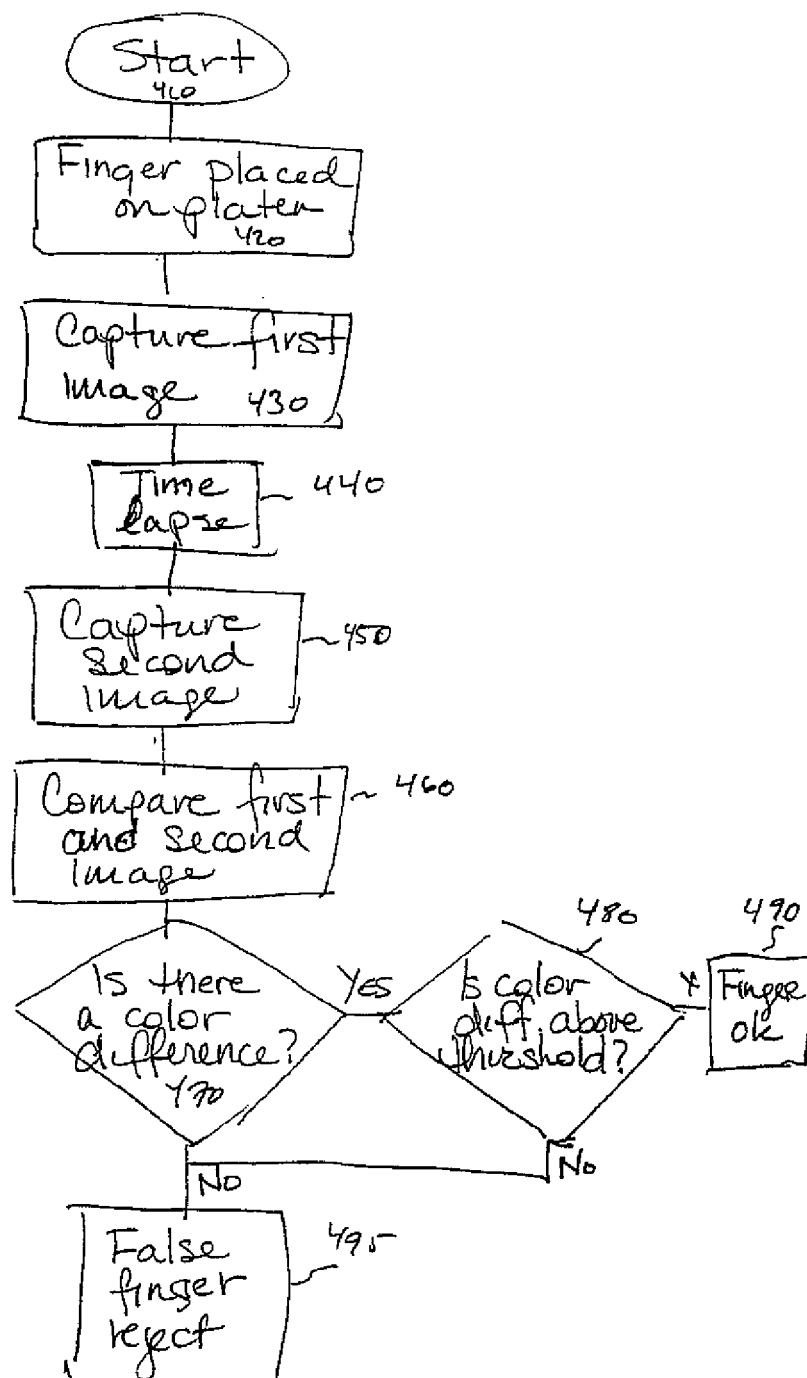 Start
410
Finger placed
on platen
420
Capture first
Image 430
Time
lapse
440
Capture
second
Image
450
Compare first
and second
Image
460
Is there
a color
difference?
470
YES
Is color
diff. above
threshold?
480
Y
Finger
ok
490
No
No
False
finger
reject
495